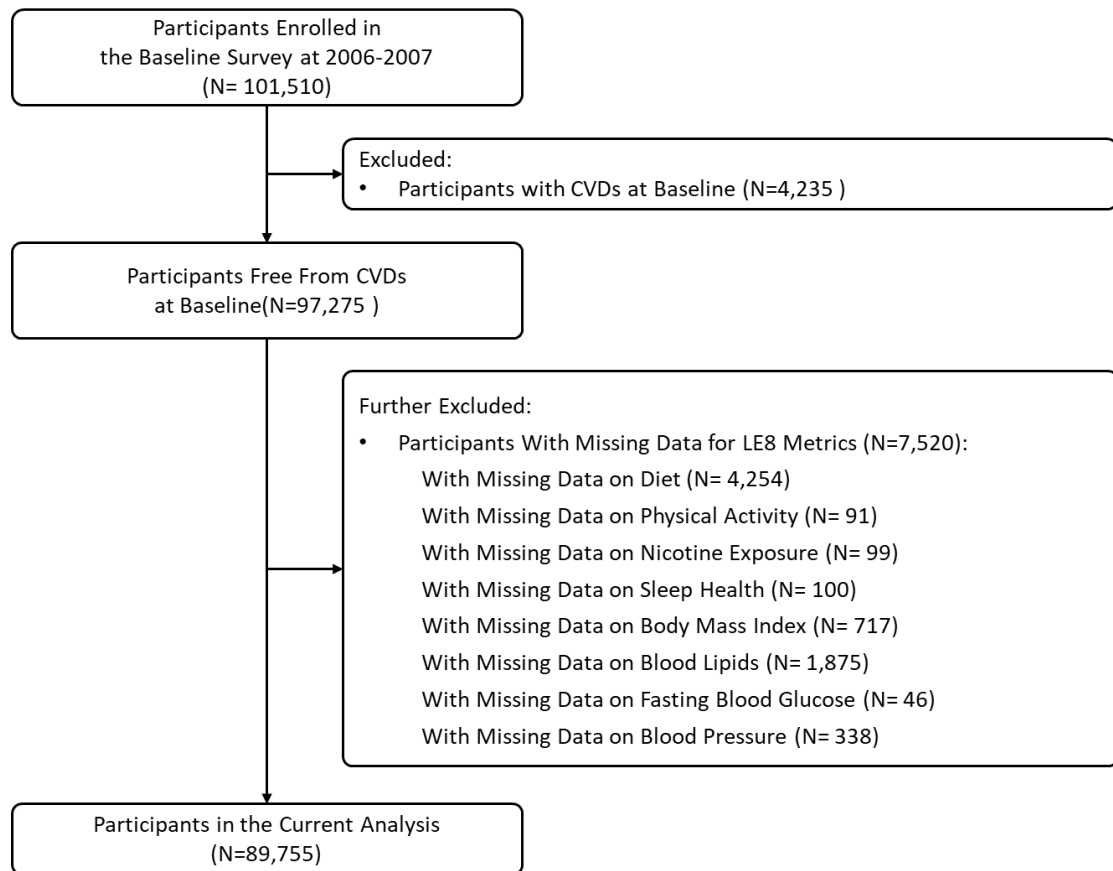 Participants Enrolled in
the Baseline Survey at 2006-2007
(N= 101,510)
Excluded:
• Participants with CVDs at Baseline (N=4,235 )
Participants Free From CVDs
at Baseline(N=97,275 )
Further Excluded:
• Participants With Missing Data for LE8 Metrics (N=7,520):
With Missing Data on Diet (N= 4,254)
With Missing Data on Physical Activity (N= 91)
With Missing Data on Nicotine Exposure (N= 99)
With Missing Data on Sleep Health (N= 100)
With Missing Data on Body Mass Index (N= 717)
With Missing Data on Blood Lipids (N= 1,875)
With Missing Data on Fasting Blood Glucose (N= 46)
With Missing Data on Blood Pressure (N= 338)
Participants in the Current Analysis
(N=89,755)